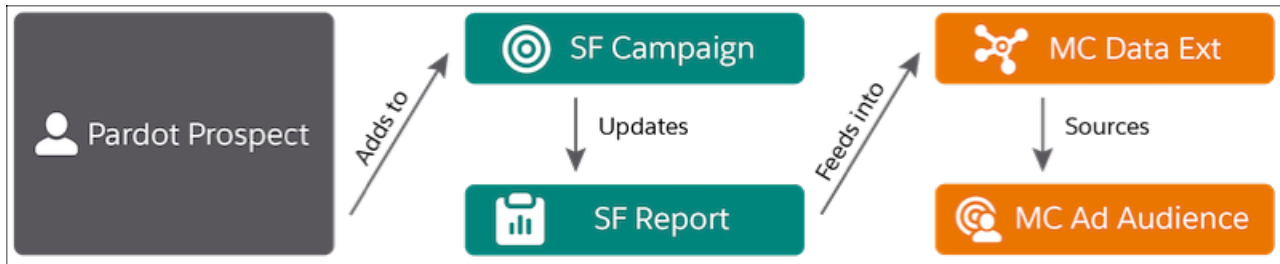 Pardot Prospect
Adds to
SF Campaign
Updates
SF Report
Feeds into
MC Data Ext
Sources
MC Ad Audience